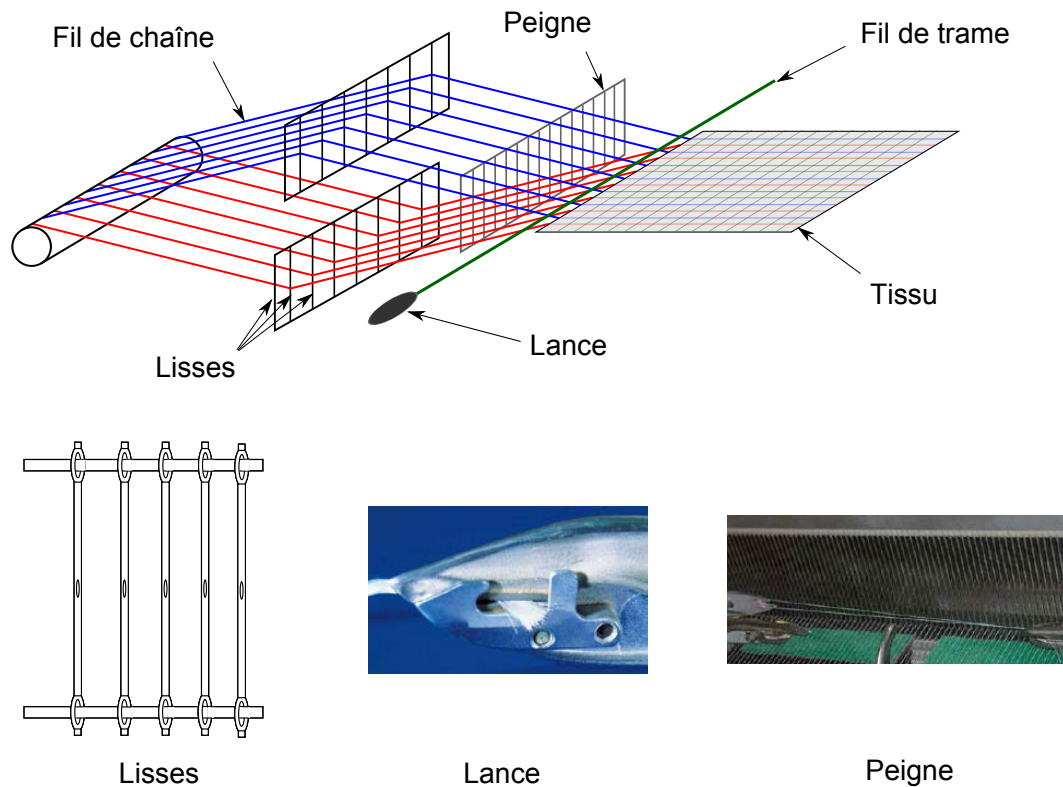 Fil de chaîne
Peigne
Fil de trame
Tissu
Lance
Lisses
Lisses
Lance
Peigne